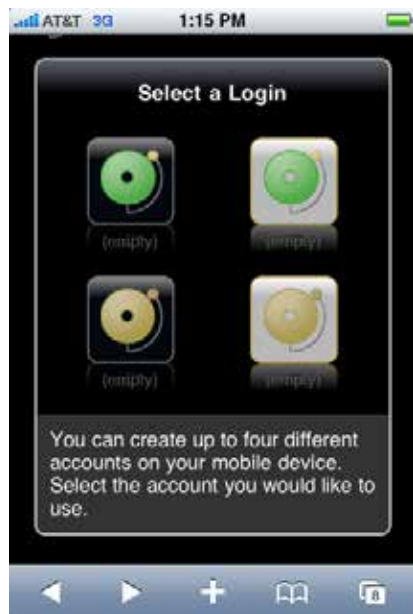 AT&T 3G 1:15 PM
Select a Login
(empty) (empty)
(empty) (empty)
You can create up to four different
accounts on your mobile device.
Select the account you would like to
use.
8